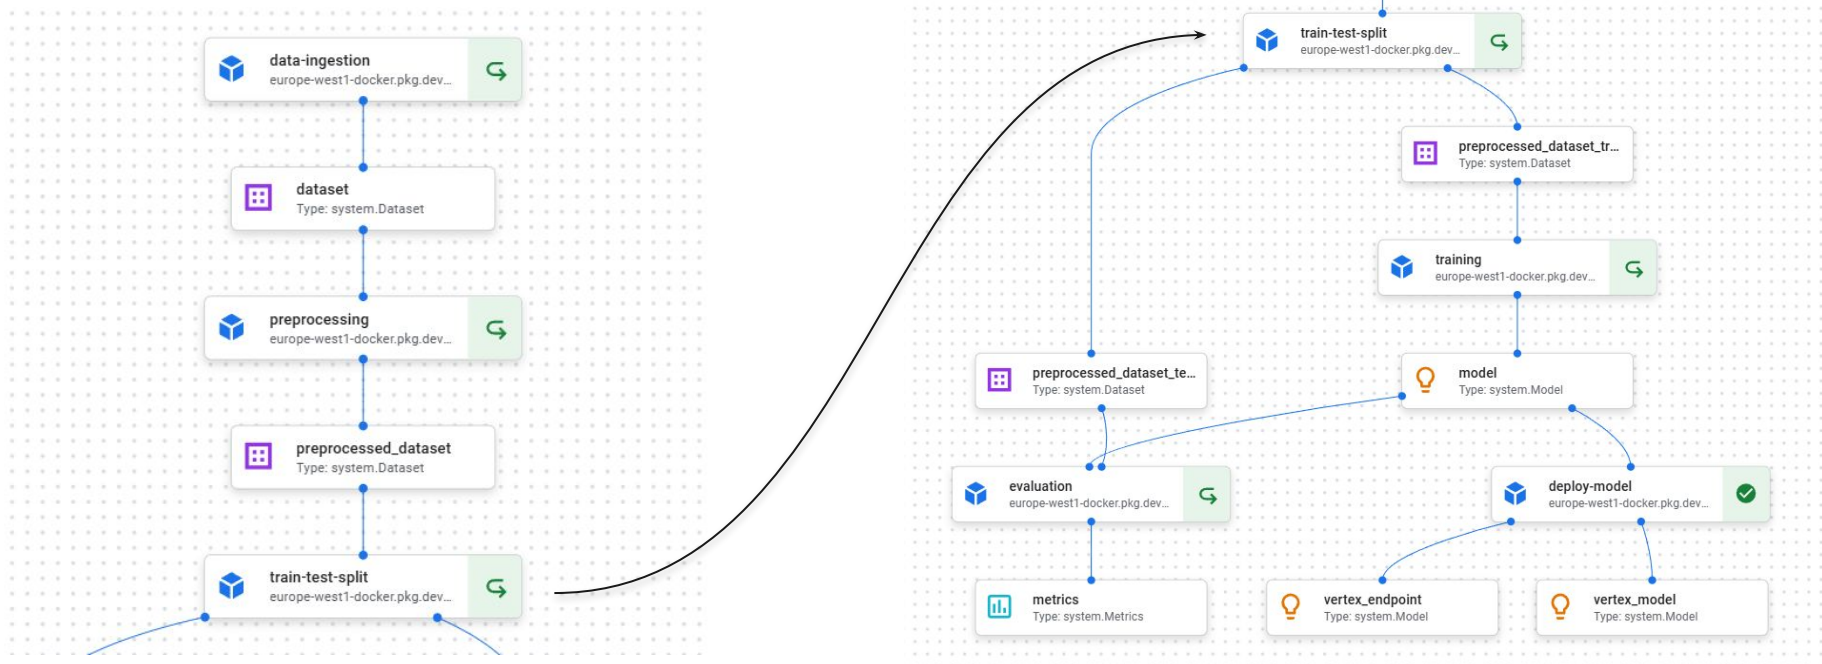 data-ingestion
europe-west1-docker.pkg.dev...
dataset
Type: system.Dataset
preprocessing
europe-west1-docker.pkg.dev...
preprocessed_dataset
Type: system.Dataset
train-test-split
europe-west1-docker.pkg.dev...
train-test-split
europe-west1-docker.pkg.dev...
preprocessed_dataset_tr...
Type: system.Dataset
training
europe-west1-docker.pkg.dev...
preprocessed_dataset_te...
Type: system.Dataset
model
Type: system.Model
evaluation
europe-west1-docker.pkg.dev...
deploy-model
europe-west1-docker.pkg.dev...
metrics
Type: system.Metrics
vertex_endpoint
Type: system.Model
vertex_model
Type: system.Model